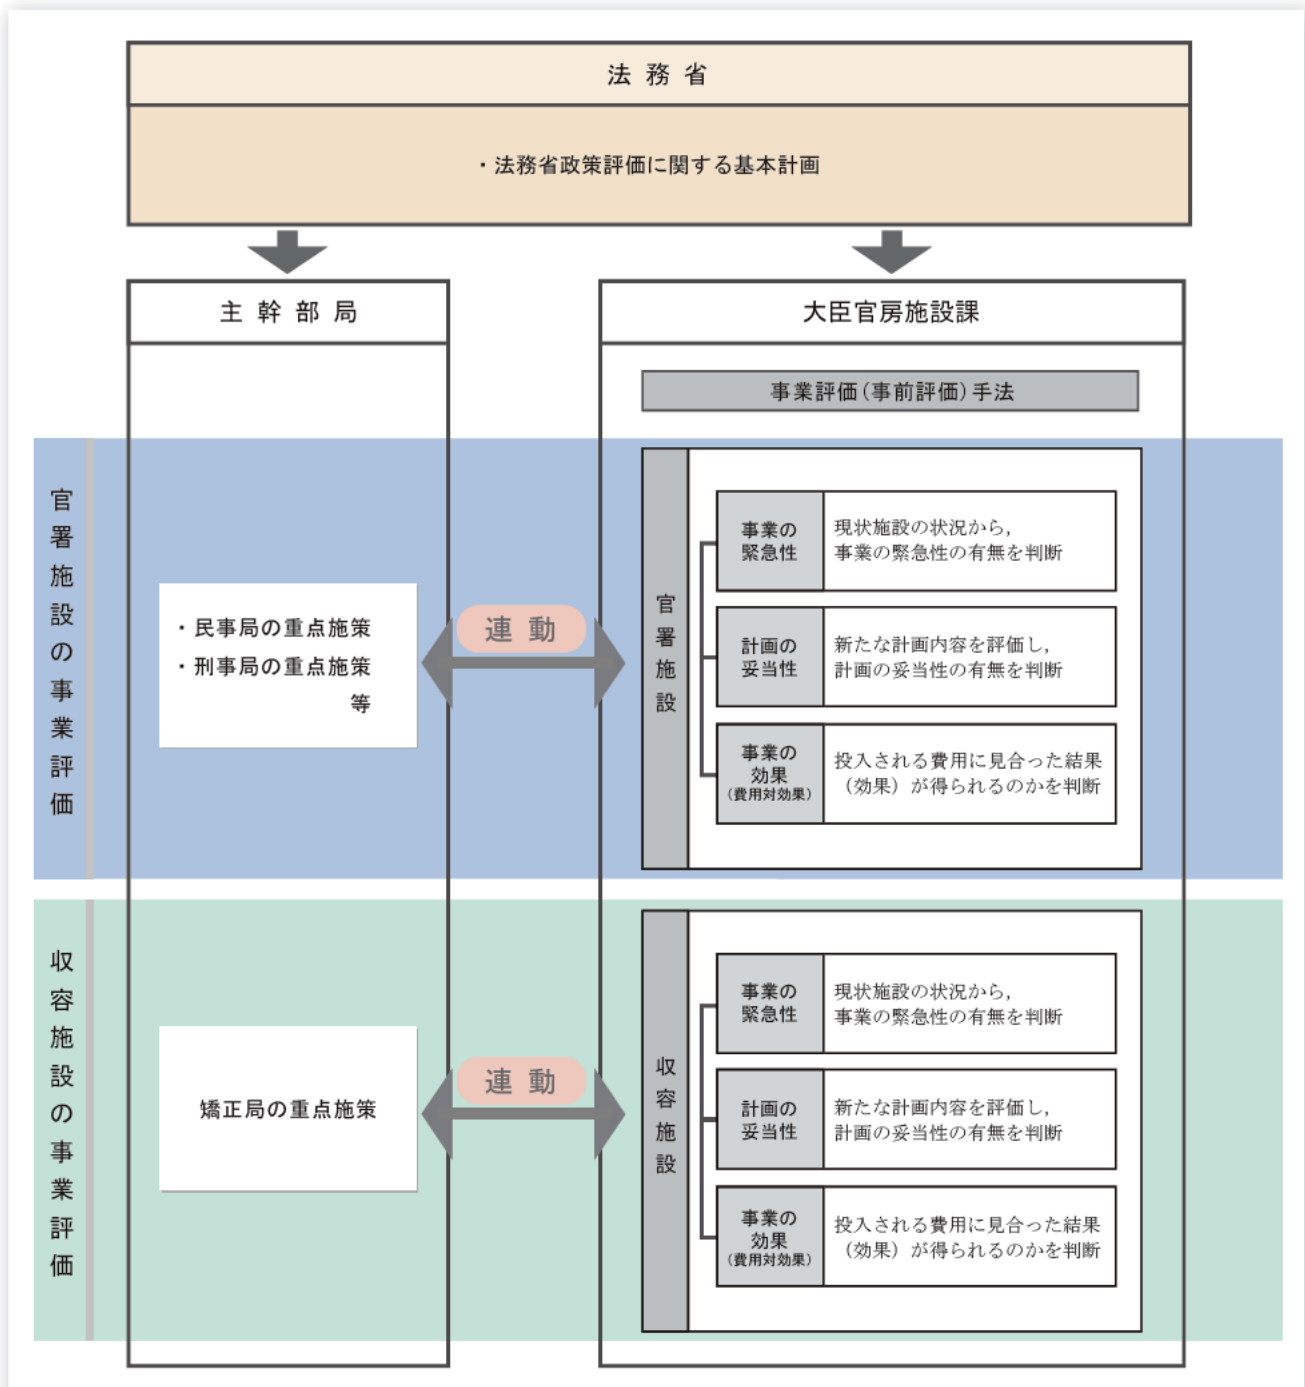 法務省
・法務省政策評価に関する基本計画
主幹部局
大臣官房施設課
事業評価(事前評価)手法
官署施設の事業評価
・民事局の重点施策
・刑事局の重点施策
等
連動
官署施設
事業の
緊急性
現状施設の状況から,
事業の緊急性の有無を判断
計画の
妥当性
新たな計画内容を評価し,
計画の妥当性の有無を判断
事業の
効果
(費用対効果)
投入される費用に見合った結果
(効果)が得られるのかを判断
収容施設の事業評価
矯正局の重点施策
連動
収容施設
事業の
緊急性
現状施設の状況から,
事業の緊急性の有無を判断
計画の
妥当性
新たな計画内容を評価し,
計画の妥当性の有無を判断
事業の
効果
(費用対効果)
投入される費用に見合った結果
(効果)が得られるのかを判断